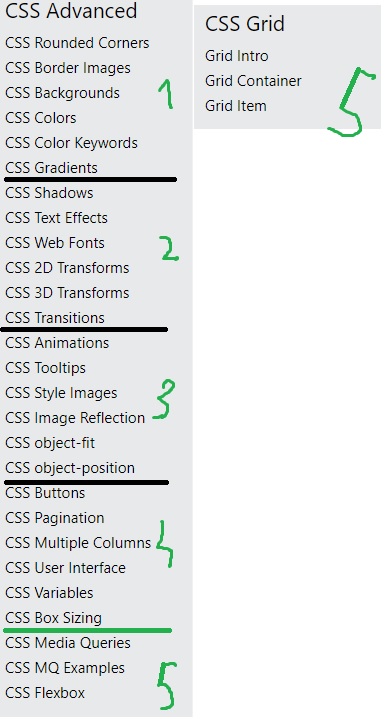 CSS Advanced
CSS Rounded Corners
CSS Border Images
CSS Backgrounds
1
CSS Colors
CSS Color Keywords
CSS Gradients
CSS Shadows
CSS Text Effects
CSS Web Fonts
2
CSS 2D Transforms
CSS 3D Transforms
CSS Transitions
CSS Animations
CSS Tooltips
CSS Style Images
3
CSS Image Reflection
CSS object-fit
CSS object-position
CSS Buttons
CSS Pagination
CSS Multiple Columns
4
CSS User Interface
CSS Variables
CSS Box Sizing
CSS Media Queries
CSS MQ Examples
5
CSS Flexbox
CSS Grid
Grid Intro
Grid Container
Grid Item
5